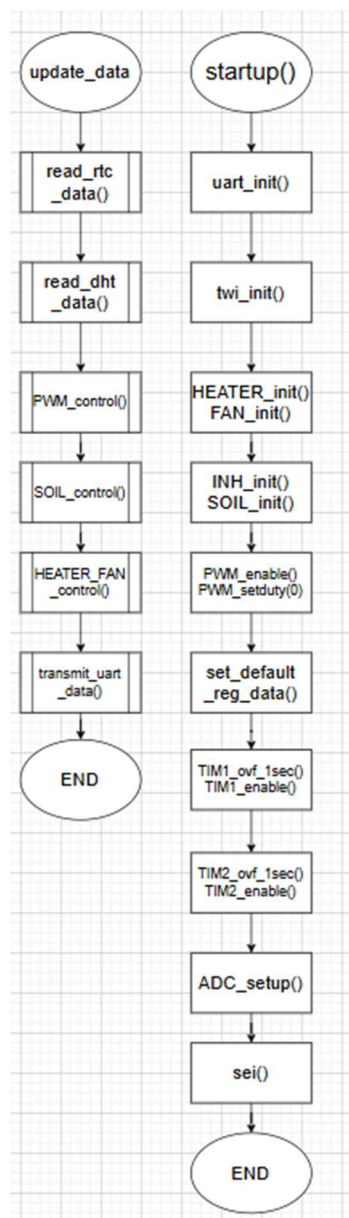 update_data
read_rtc
_data()
read_dht
_data()
PWM_control()
SOIL_control()
HEATER_FAN
_control()
transmit_uart
_data()
END
startup()
uart_init()
twi_init()
HEATER_init()
FAN_init()
INH_init()
SOIL_init()
PWM_enable()
PWM_setduty(0)
set_default
_reg_data()
TIM1_ovf_1sec()
TIM1_enable()
TIM2_ovf_1sec()
TIM2_enable()
ADC_setup()
sei()
END